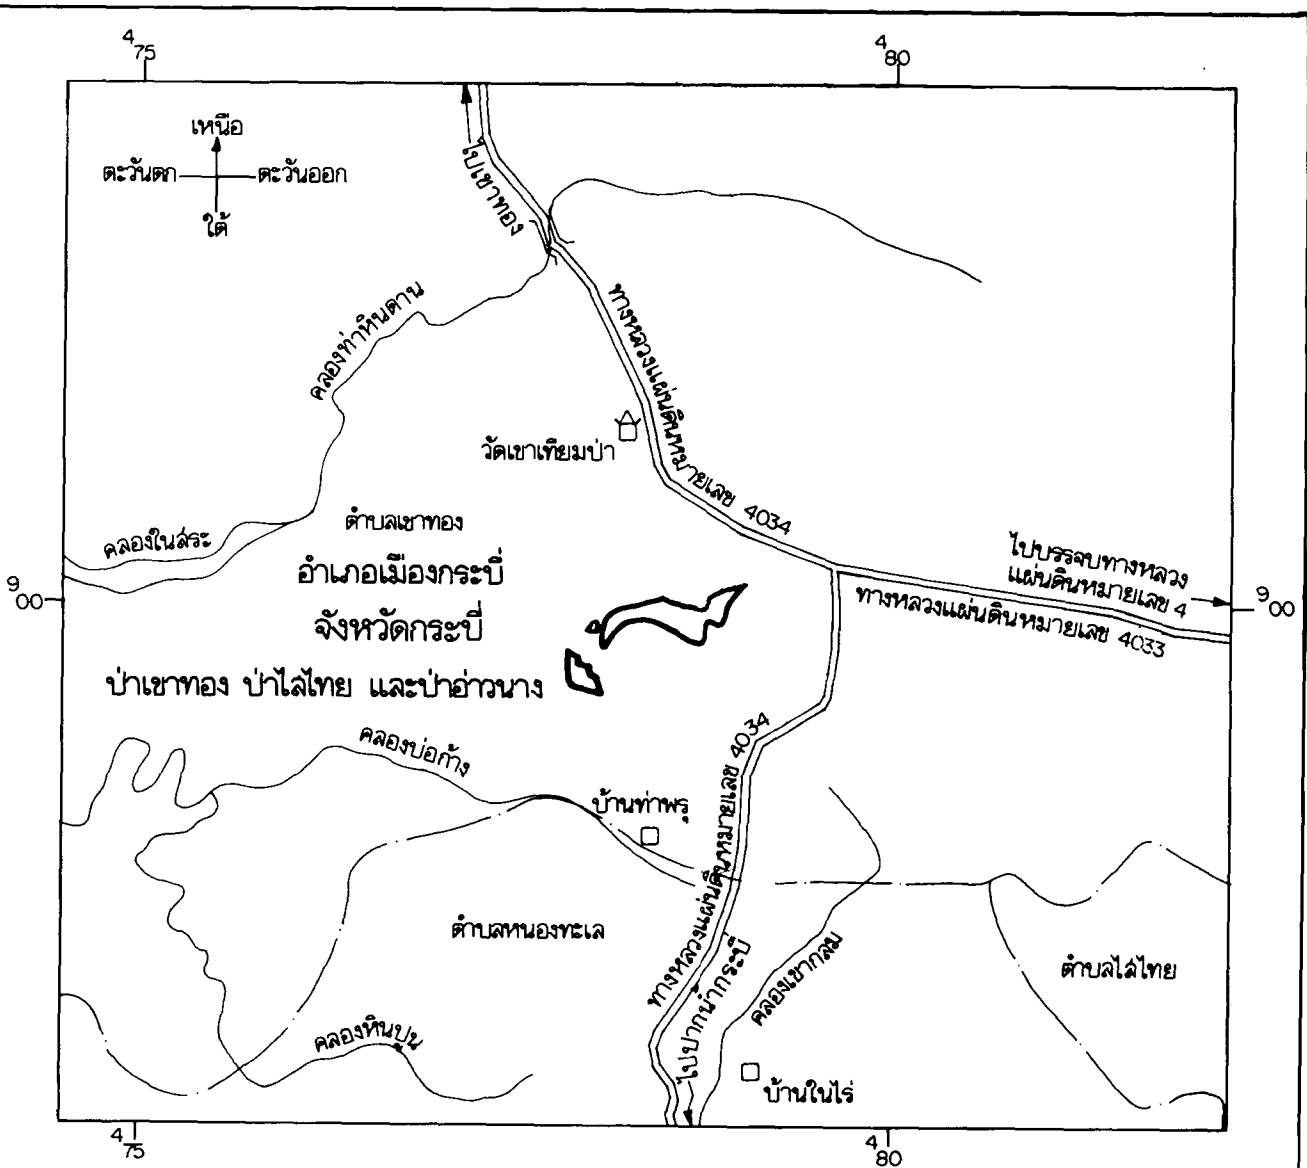 475
480
เหนือ
ตะวันตก
ตะวันออก
ใต้
ไปเขาทอง
คลองท่าหินดาน
ทางหลวงแผ่นดินหมายเลข 4034
วัดเขาเทียมป่า
ตำบลเขาทอง
คลองในสระ
อำเภอเมืองกระบี่
ไปบรรจบทางหลวง
แผ่นดินหมายเลข 4
900
900
ทางหลวงแผ่นดินหมายเลข 4033
จังหวัดกระบี่
ป่าเขาทอง ป่าไสไทย และป่าอ่าวนาง
คลองบ่อก้าง
ทางหลวงแผ่นดินหมายเลข 4034
บ้านท่าพรุ
ตำบลหนองทะเล
คลองเขากลม
ตำบลไสไทย
คลองหินปูน
ไปปากน้ำกระบี่
บ้านในไร่
475
480